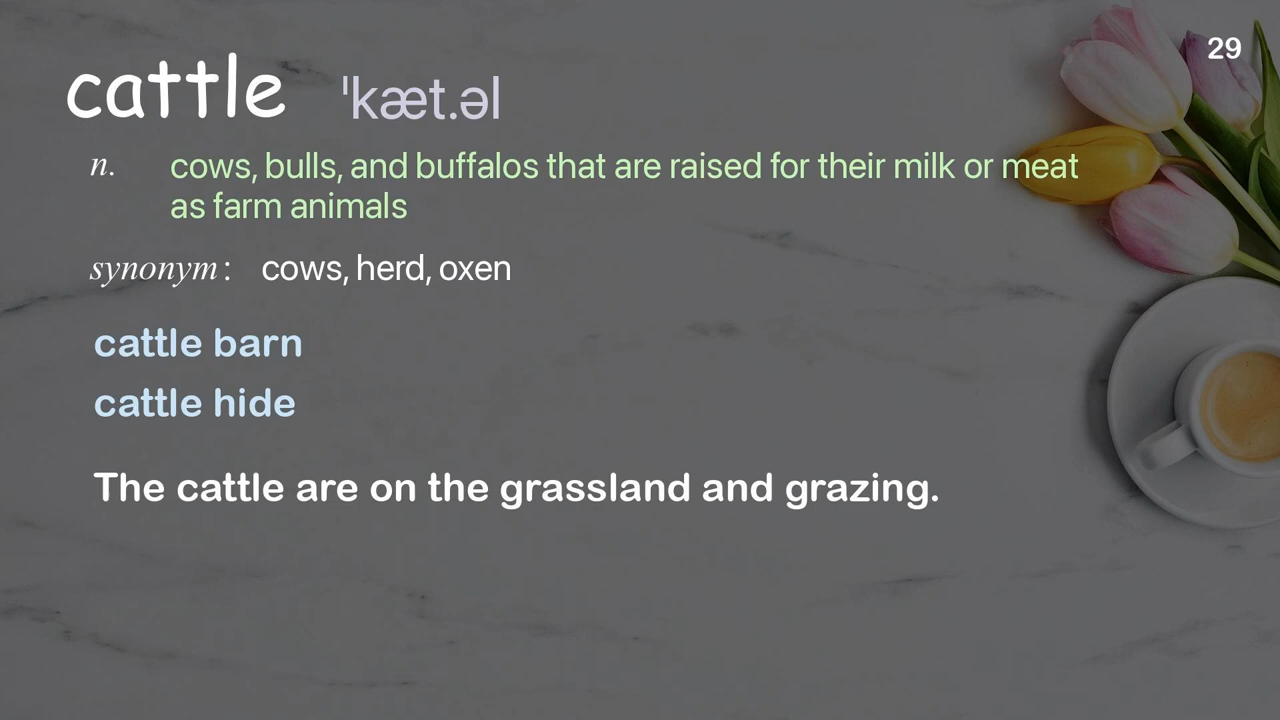 29
cattle ˈkæt.əl
n. cows, bulls, and buffalos that are raised for their milk or meat
as farm animals
synonym: cows, herd, oxen
cattle barn
cattle hide
The cattle are on the grassland and grazing.